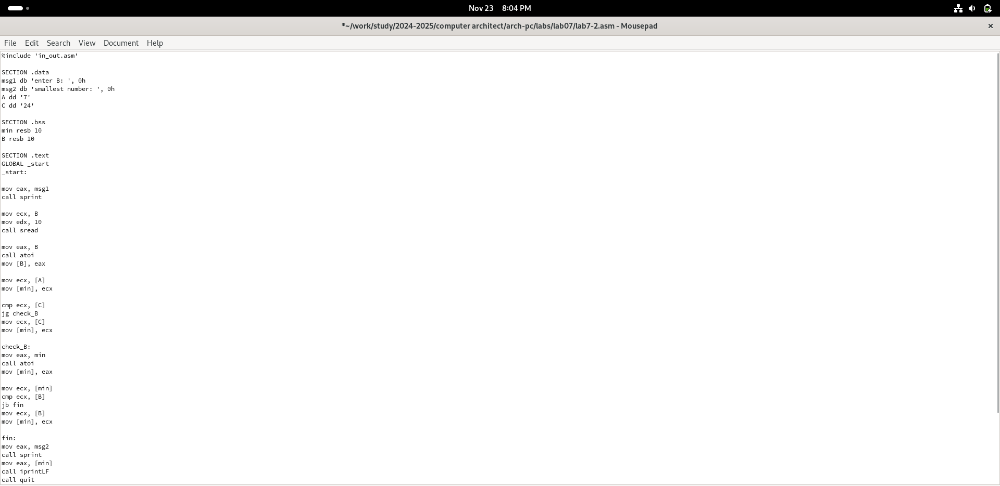 Nov 23 8:04 PM
*~/work/study/2024-2025/computer architect/arch-pc/labs/lab07/lab7-2.asm - Mousepad
File Edit Search View Document Help
%include 'in_out.asm'

SECTION .data
msg1 db 'enter B: ', 0h
msg2 db 'smallest number: ', 0h
A dd '7'
C dd '24'

SECTION .bss
min resb 10
B resb 10

SECTION .text
GLOBAL _start
_start:

mov eax, msg1
call sprint

mov ecx, B
mov edx, 10
call sread

mov eax, B
call atoi
mov [B], eax

mov ecx, [A]
mov [min], ecx

cmp ecx, [C]
jg check_B
mov ecx, [C]
mov [min], ecx

check_B:
mov eax, min
call atoi
mov [min], eax

mov ecx, [min]
cmp ecx, [B]
jb fin
mov ecx, [B]
mov [min], ecx

fin:
mov eax, msg2
call sprint
mov eax, [min]
call iprintLF
call quit